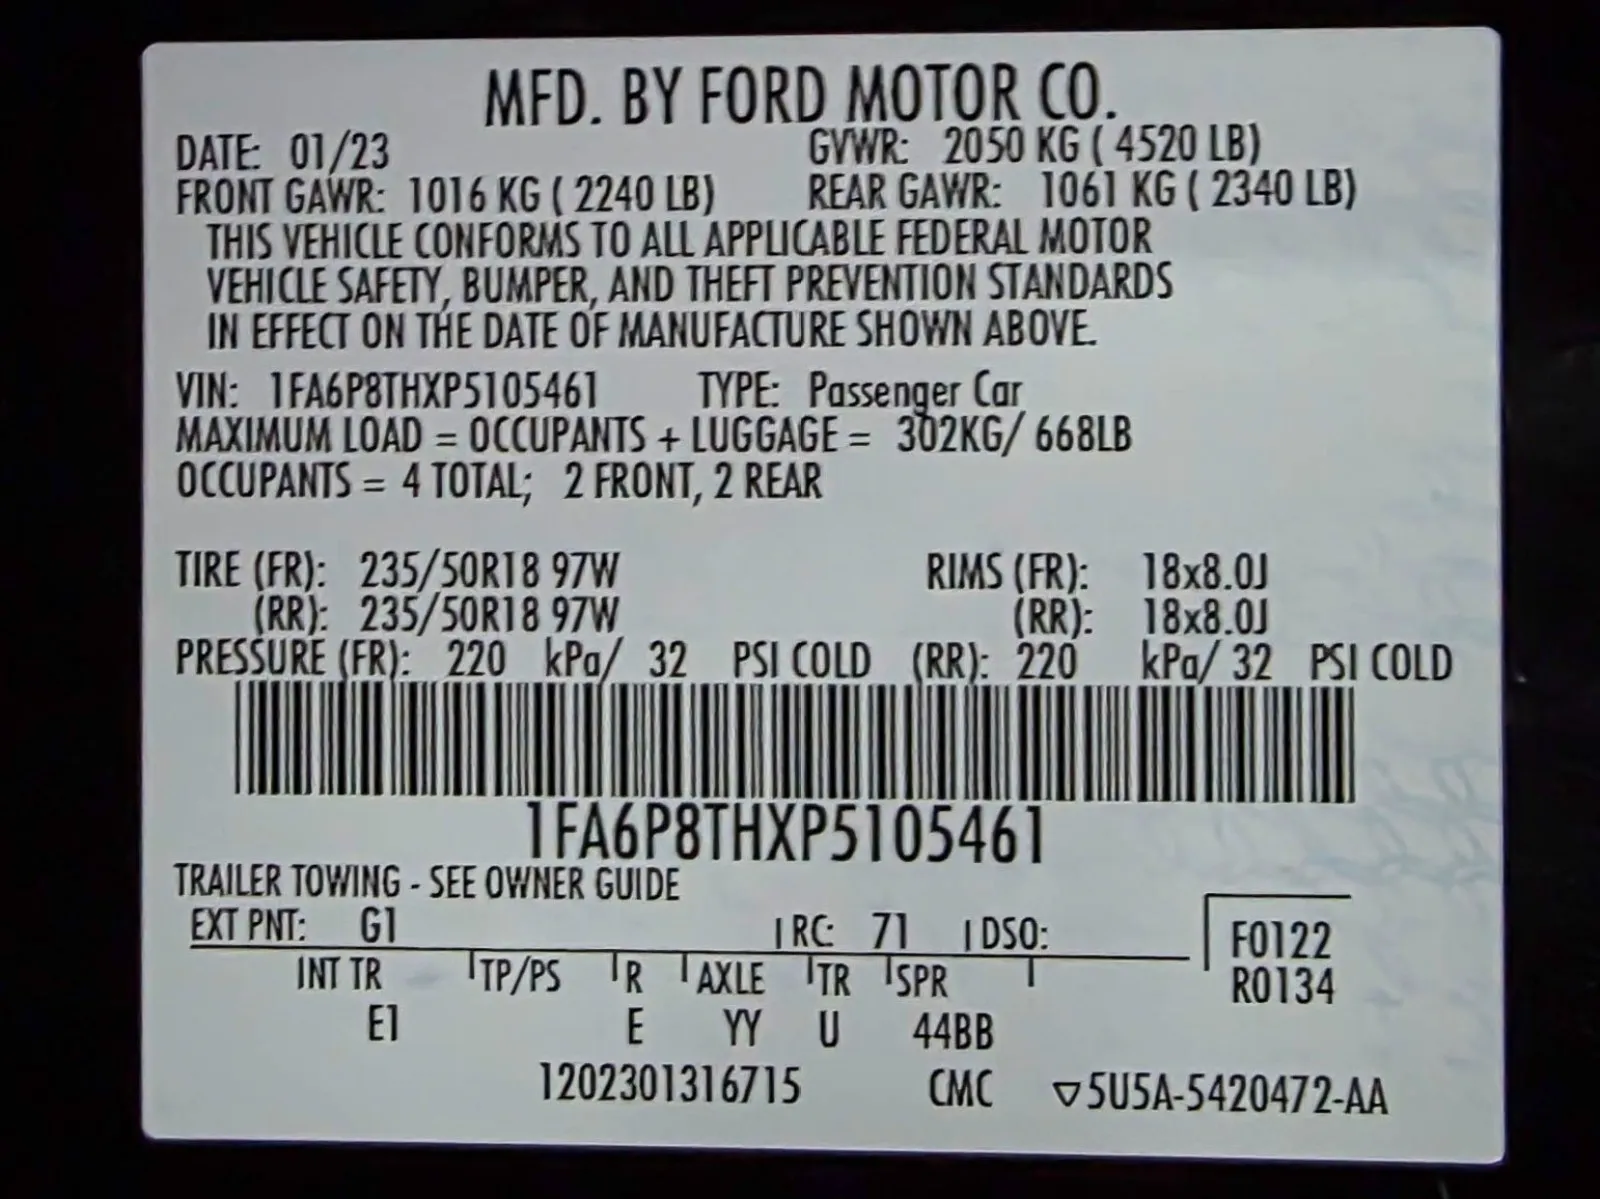 MFD. BY FORD MOTOR CO.
DATE: 01/23 GVWR: 2050 KG ( 4520 LB)
FRONT GAWR: 1016 KG ( 2240 LB) REAR GAWR: 1061 KG ( 2340 LB)
THIS VEHICLE CONFORMS TO ALL APPLICABLE FEDERAL MOTOR
VEHICLE SAFETY, BUMPER, AND THEFT PREVENTION STANDARDS
IN EFFECT ON THE DATE OF MANUFACTURE SHOWN ABOVE.
VIN: 1FA6P8THXP5105461 TYPE: Passenger Car
MAXIMUM LOAD = OCCUPANTS + LUGGAGE = 302KG/ 668LB
OCCUPANTS = 4 TOTAL; 2 FRONT, 2 REAR
TIRE (FR): 235/50R18 97W RIMS (FR): 18x8.0J
(RR): 235/50R18 97W (RR): 18x8.0J
PRESSURE (FR): 220 kPa/ 32 PSI COLD (RR): 220 kPa/ 32 PSI COLD
1FA6P8THXP5105461
TRAILER TOWING - SEE OWNER GUIDE
EXT PNT: G1 RC: 71 DSO: F0122
INT TR TP/PS R AXLE TR SPR R0134
E1 E YY U 44BB
1202301316715 CMC ▽5U5A-5420472-AA